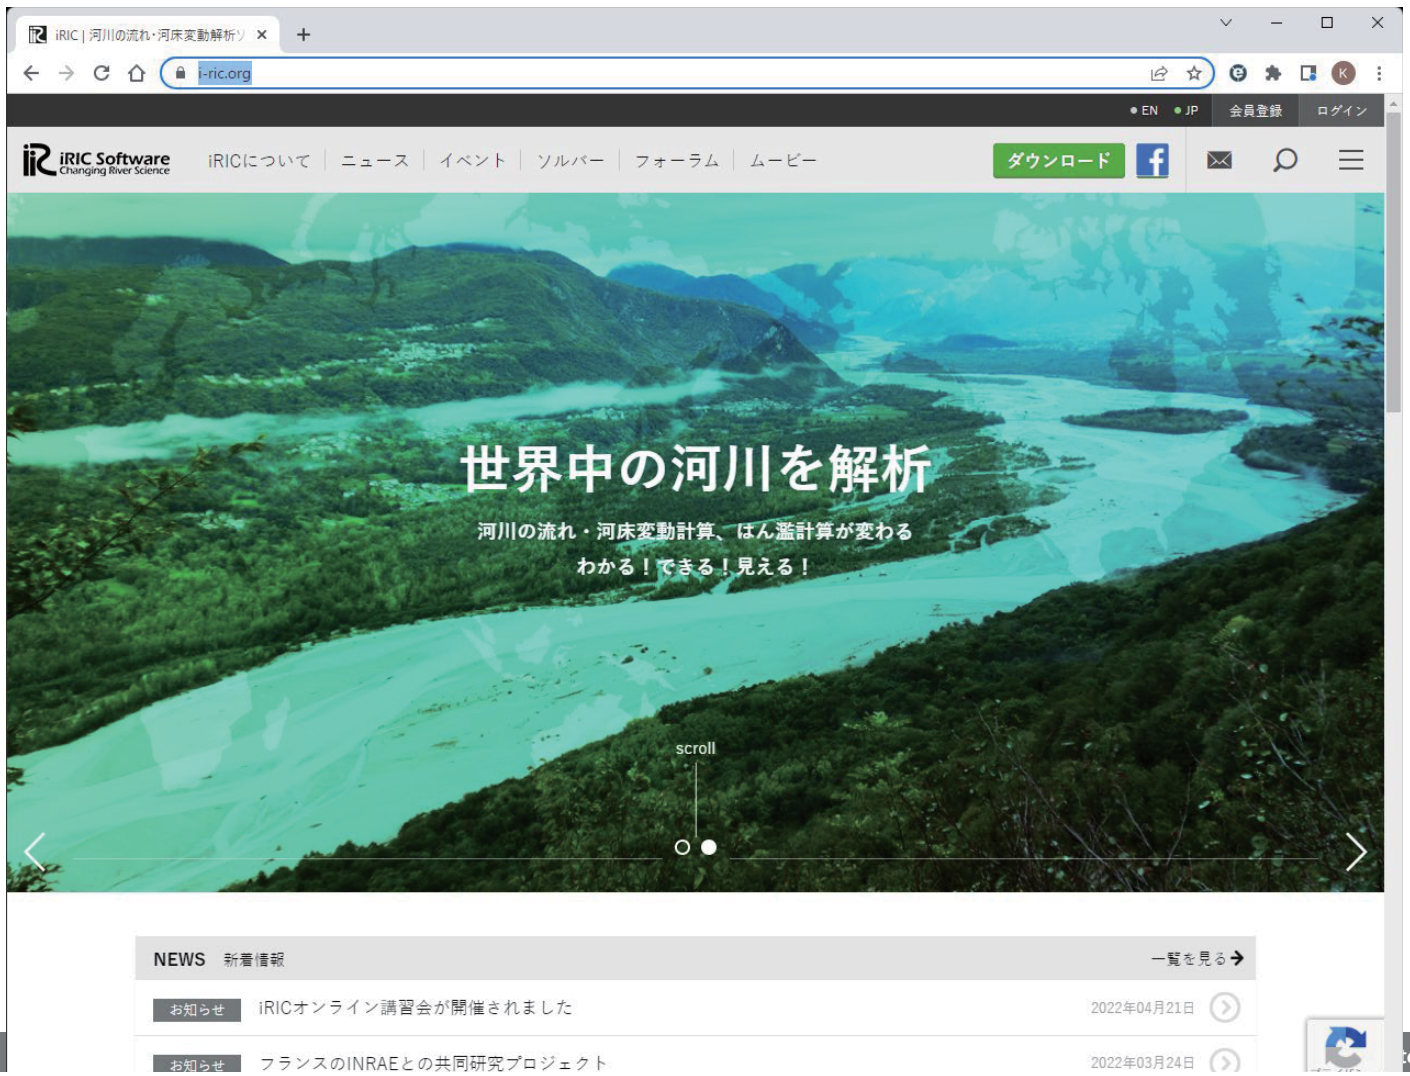 iRIC | 河川の流れ・河床変動解析ソ
i-ric.org
K
EN JP 会員登録 ログイン
iRIC Software
Changing River Science
iRICについて ニュース イベント ソルバー フォーラム ムービー ダウンロード
世界中の河川を解析
河川の流れ・河床変動計算、はん濫計算が変わる
わかる！できる！見える！
scroll
NEWS 新着情報 一覧を見る
お知らせ iRICオンライン講習会が開催されました 2022年04月21日
お知らせ フランスのINRAEとの共同研究プロジェクト 2022年03月24日